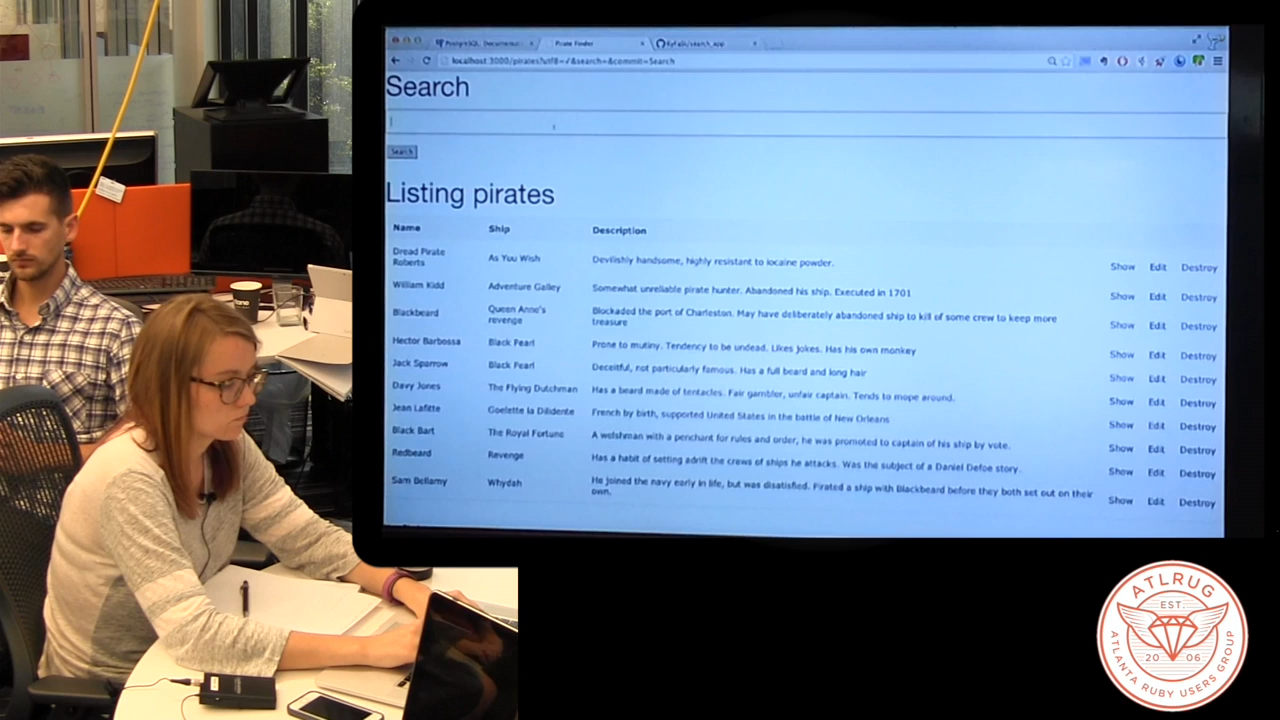 PostgreSQL: Documentat
Pirate Finder
KyFaSt/search_app
localhost:3000/pirates?utf8=✓&search=&commit=Search
Search
Search
Listing pirates
Name Ship Description
Dread Pirate
Roberts
As You Wish
Devilishly handsome, highly resistant to iocaine powder.
Show Edit Destroy
William Kidd Adventure Galley Somewhat unreliable pirate hunter. Abandoned his ship. Executed in 1701 Show Edit Destroy
Blackbeard
Queen Anne's
revenge
Blockaded the port of Charleston. May have deliberately abandoned ship to kill of some crew to keep more
treasure
Show Edit Destroy
Hector Barbossa Black Pearl Prone to mutiny. Tendency to be undead. Likes jokes. Has his own monkey Show Edit Destroy
Jack Sparrow Black Pearl Deceitful, not particularly famous. Has a full beard and long hair Show Edit Destroy
Davy Jones The Flying Dutchman Has a beard made of tentacles. Fair gambler, unfair captain. Tends to mope around. Show Edit Destroy
Jean Lafitte Goelette la Dilidente French by birth, supported United States in the battle of New Orleans Show Edit Destroy
Black Bart The Royal Fortune A welshman with a penchant for rules and order, he was promoted to captain of his ship by vote. Show Edit Destroy
Redbeard Revenge Has a habit of setting adrift the crews of ships he attacks. Was the subject of a Daniel Defoe story. Show Edit Destroy
Sam Bellamy Whydah
He joined the navy early in life, but was disatisfied. Pirated a ship with Blackbeard before they both set out on their
own.
Show Edit Destroy
ATLRUG
EST.
20 06
ATLANTA RUBY USERS GROUP